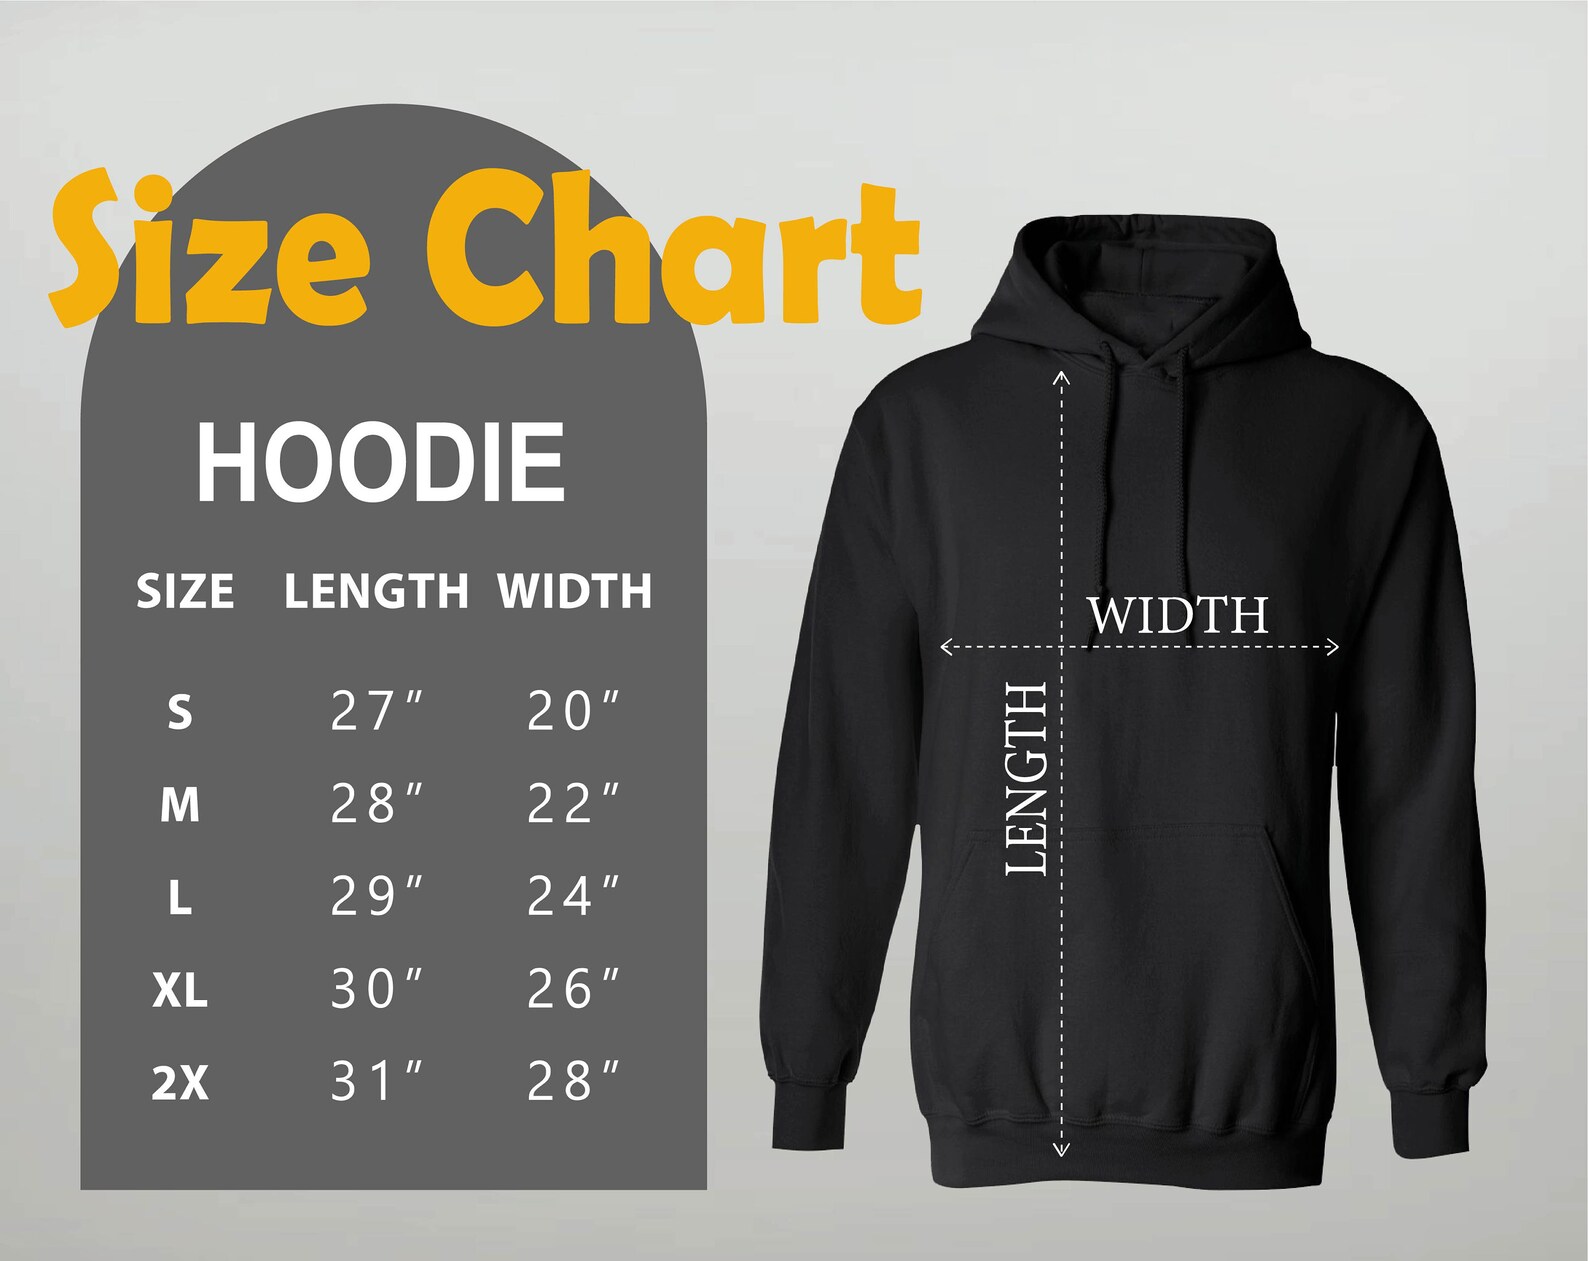 Size Chart
HOODIE
SIZE LENGTH WIDTH
S 27" 20"
M 28" 22"
L 29" 24"
XL 30" 26"
2X 31" 28"
WIDTH
LENGTH